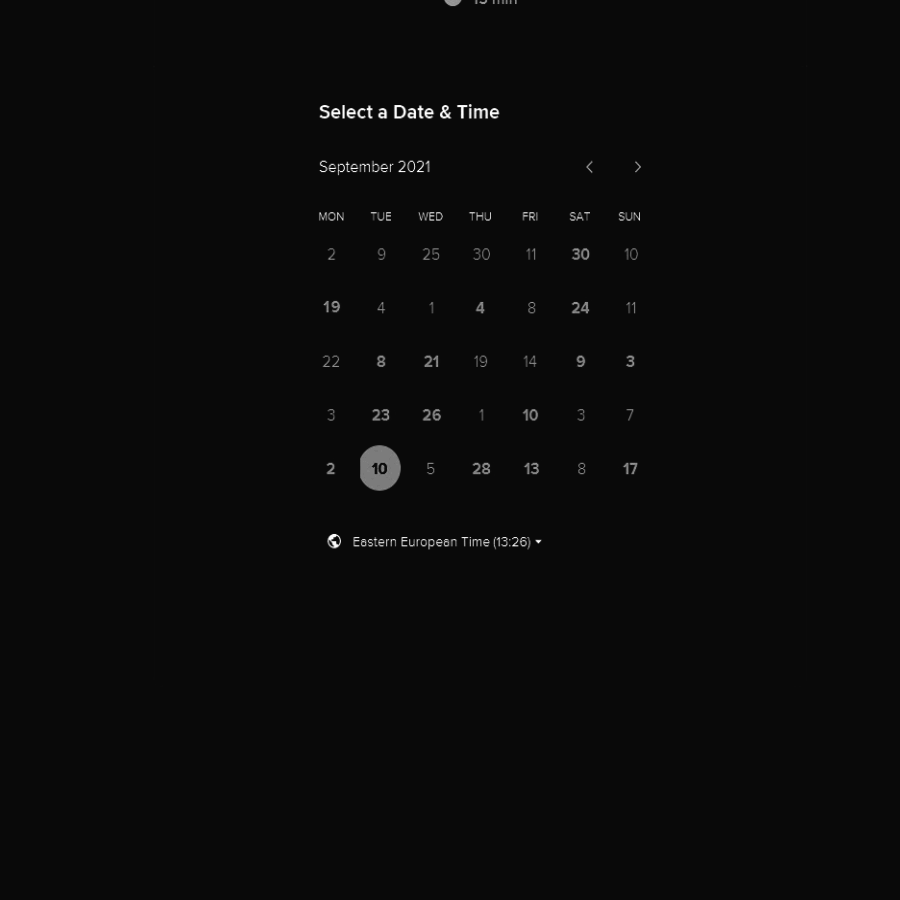 15 min
Select a Date & Time
September 2021
MON TUE WED THU FRI SAT SUN
2 9 25 30 11 30 10
19 4 1 4 8 24 11
22 8 21 19 14 9 3
3 23 26 1 10 3 7
2 10 5 28 13 8 17
Eastern European Time (13:26)